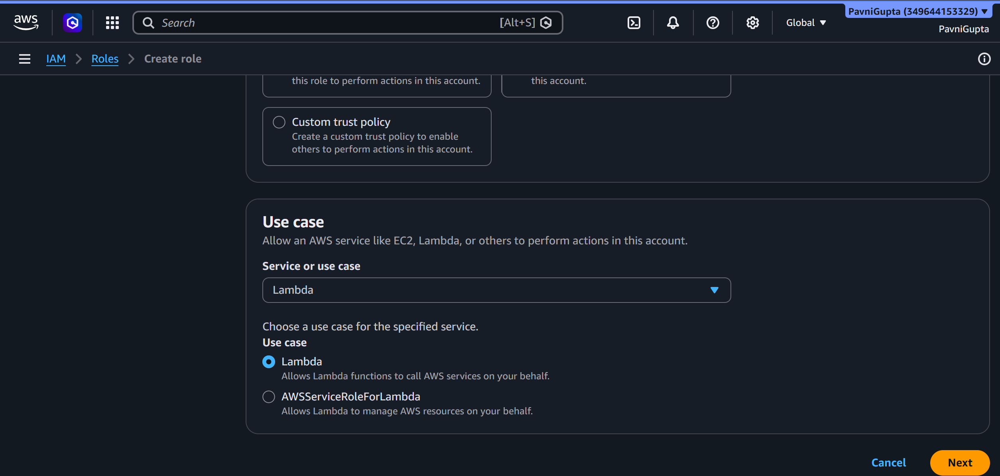 aws
Search
[Alt+S]
Global
PavniGupta (349644153329)
PavniGupta
IAM
Roles
Create role
this role to perform actions in this account.
this account.
Custom trust policy
Create a custom trust policy to enable
others to perform actions in this account.
Use case
Allow an AWS service like EC2, Lambda, or others to perform actions in this account.
Service or use case
Lambda
Choose a use case for the specified service.
Use case
Lambda
Allows Lambda functions to call AWS services on your behalf.
AWSServiceRoleForLambda
Allows Lambda to manage AWS resources on your behalf.
Cancel
Next